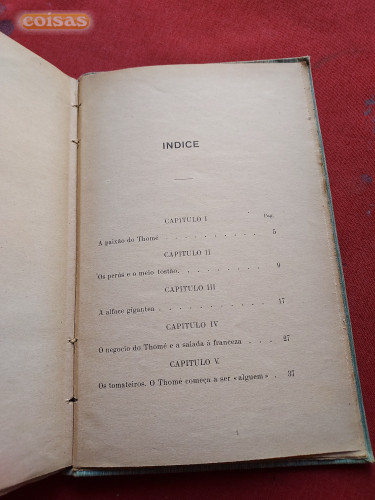 coisas
INDICE
CAPITULO I
Pag.
A paixão do Thomé . . . . . . . . . 5
CAPITULO II
Os perús e o meio tostão. . . . . . . . 9
CAPITULO III
A alface gigantea . . . . . . . . . . 17
CAPITULO IV
O negocio do Thomé e a salada á franceza . . . 27
CAPITULO V.
Os tomateiros. O Thomé começa a ser «alguem» . 37